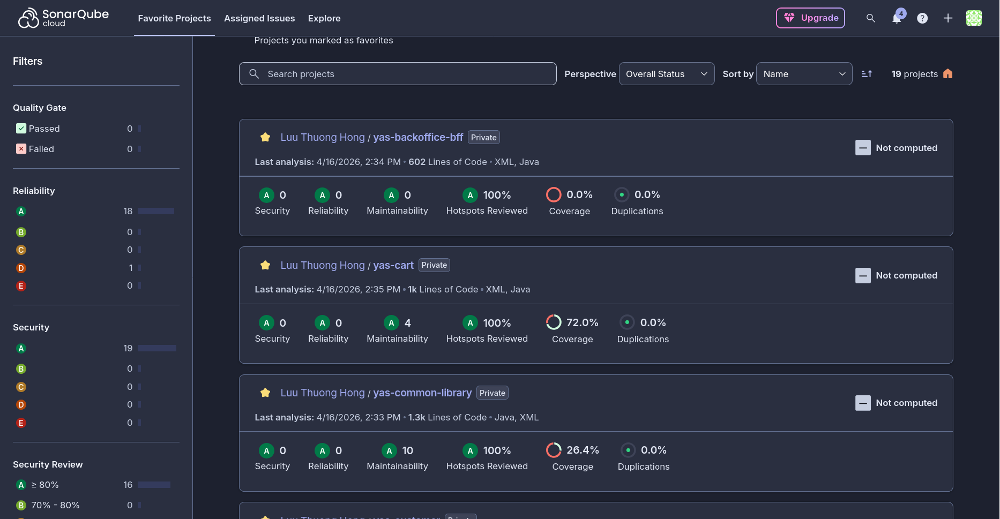 SonarQube cloud
Favorite Projects Assigned Issues Explore
Upgrade
4
?
Projects you marked as favorites
Filters
Quality Gate
Passed 0
Failed 0
Reliability
A 18
B 0
C 0
D 1
E 0
Security
A 19
B 0
C 0
D 0
E 0
Security Review
A ≥ 80% 16
B 70% - 80% 0
Search projects
Perspective Overall Status Sort by Name 19 projects
Luu Thuong Hong / yas-backoffice-bff Private
Not computed
Last analysis: 4/16/2026, 2:34 PM • 602 Lines of Code • XML, Java
A 0 A 0 A 0 A 100% 0.0% 0.0%
Security Reliability Maintainability Hotspots Reviewed Coverage Duplications
Luu Thuong Hong / yas-cart Private
Not computed
Last analysis: 4/16/2026, 2:35 PM • 1k Lines of Code • XML, Java
A 0 A 0 A 4 A 100% 72.0% 0.0%
Security Reliability Maintainability Hotspots Reviewed Coverage Duplications
Luu Thuong Hong / yas-common-library Private
Not computed
Last analysis: 4/16/2026, 2:33 PM • 1.3k Lines of Code • Java, XML
A 0 A 0 A 10 A 100% 26.4% 0.0%
Security Reliability Maintainability Hotspots Reviewed Coverage Duplications
Luu Thuong Hong / yas-customer Private